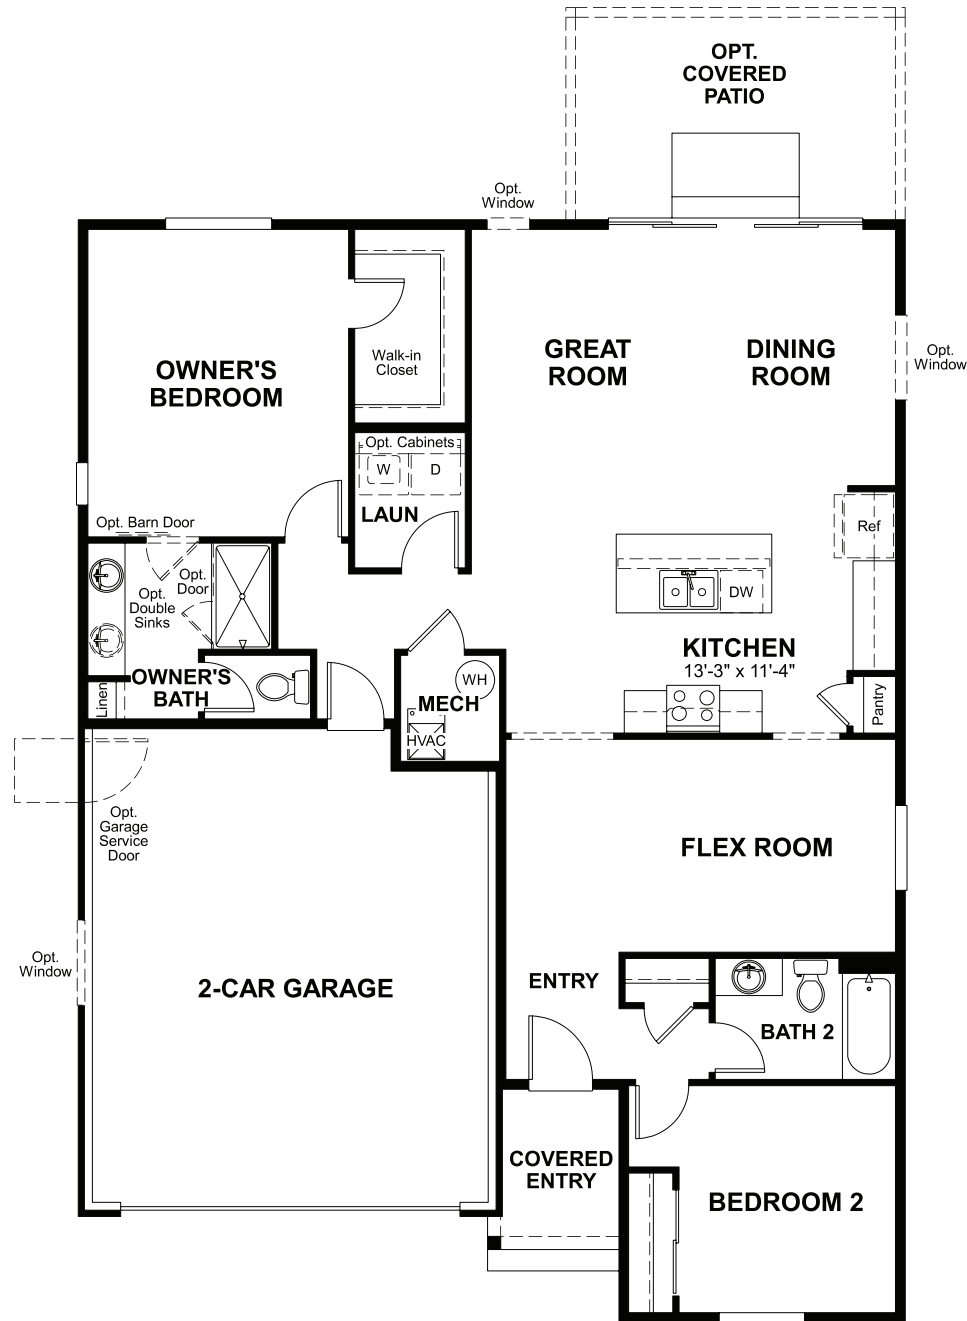 OPT.
COVERED
PATIO
Opt.
Window
OWNER'S
BEDROOM
Walk-in
Closet
GREAT
ROOM
DINING
ROOM
Opt.
Window
Opt. Cabinets
W
D
LAUN
Opt. Barn Door
Opt.
Door
Opt.
Double
Sinks
OWNER'S
BATH
Linen
Ref
DW
KITCHEN
13'-3" x 11'-4"
Pantry
WH
MECH
HVAC
Opt.
Garage
Service
Door
FLEX ROOM
Opt.
Window
2-CAR GARAGE
ENTRY
BATH 2
COVERED
ENTRY
BEDROOM 2